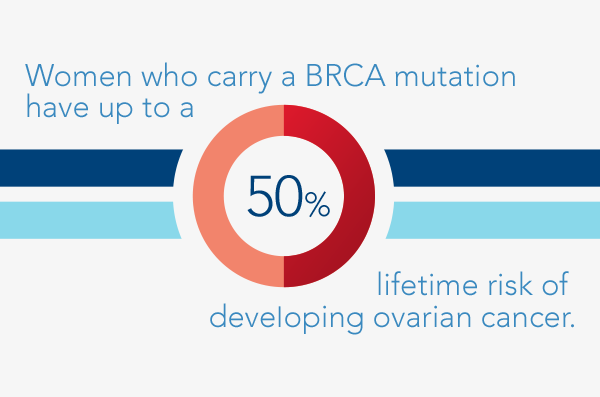 Women who carry a BRCA mutation
have up to a
50%
lifetime risk of
developing ovarian cancer.